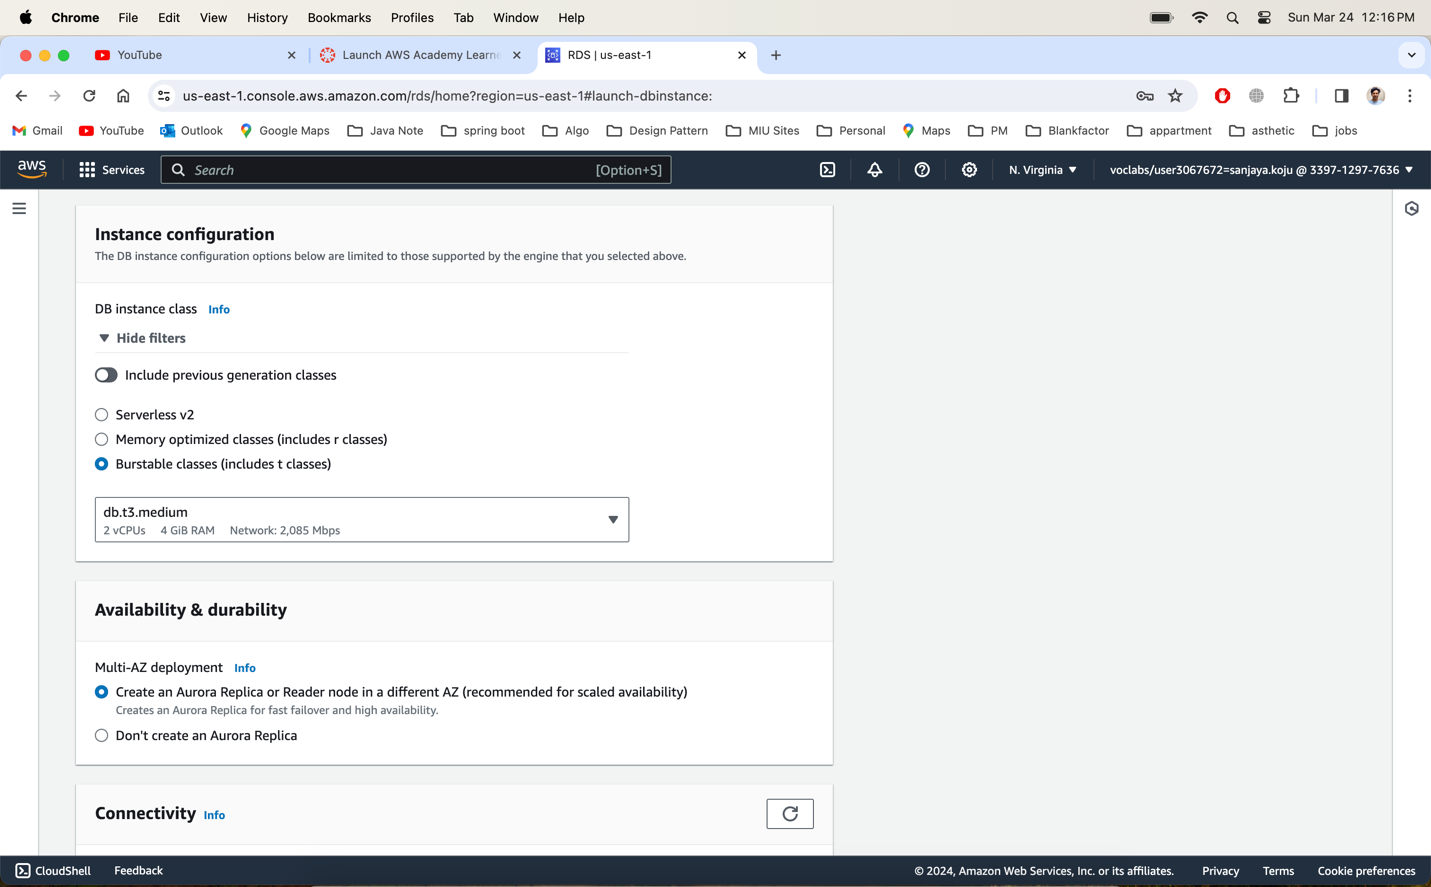 Chrome File Edit View History Bookmarks Profiles Tab Window Help Sun Mar 24 12:16 PM
YouTube Launch AWS Academy Learne RDS | us-east-1
us-east-1.console.aws.amazon.com/rds/home?region=us-east-1#launch-dbinstance:
Gmail YouTube Outlook Google Maps Java Note spring boot Algo Design Pattern MIU Sites Personal Maps PM Blankfactor appartment asthetic jobs
aws Services Search [Option+S] N. Virginia voclabs/user3067672=sanjaya.koju @ 3397-1297-7636
Instance configuration
The DB instance configuration options below are limited to those supported by the engine that you selected above.
DB instance class Info
Hide filters
Include previous generation classes
Serverless v2
Memory optimized classes (includes r classes)
Burstable classes (includes t classes)
db.t3.medium
2 vCPUs 4 GiB RAM Network: 2,085 Mbps
Availability & durability
Multi-AZ deployment Info
Create an Aurora Replica or Reader node in a different AZ (recommended for scaled availability)
Creates an Aurora Replica for fast failover and high availability.
Don't create an Aurora Replica
Connectivity Info
CloudShell Feedback © 2024, Amazon Web Services, Inc. or its affiliates. Privacy Terms Cookie preferences